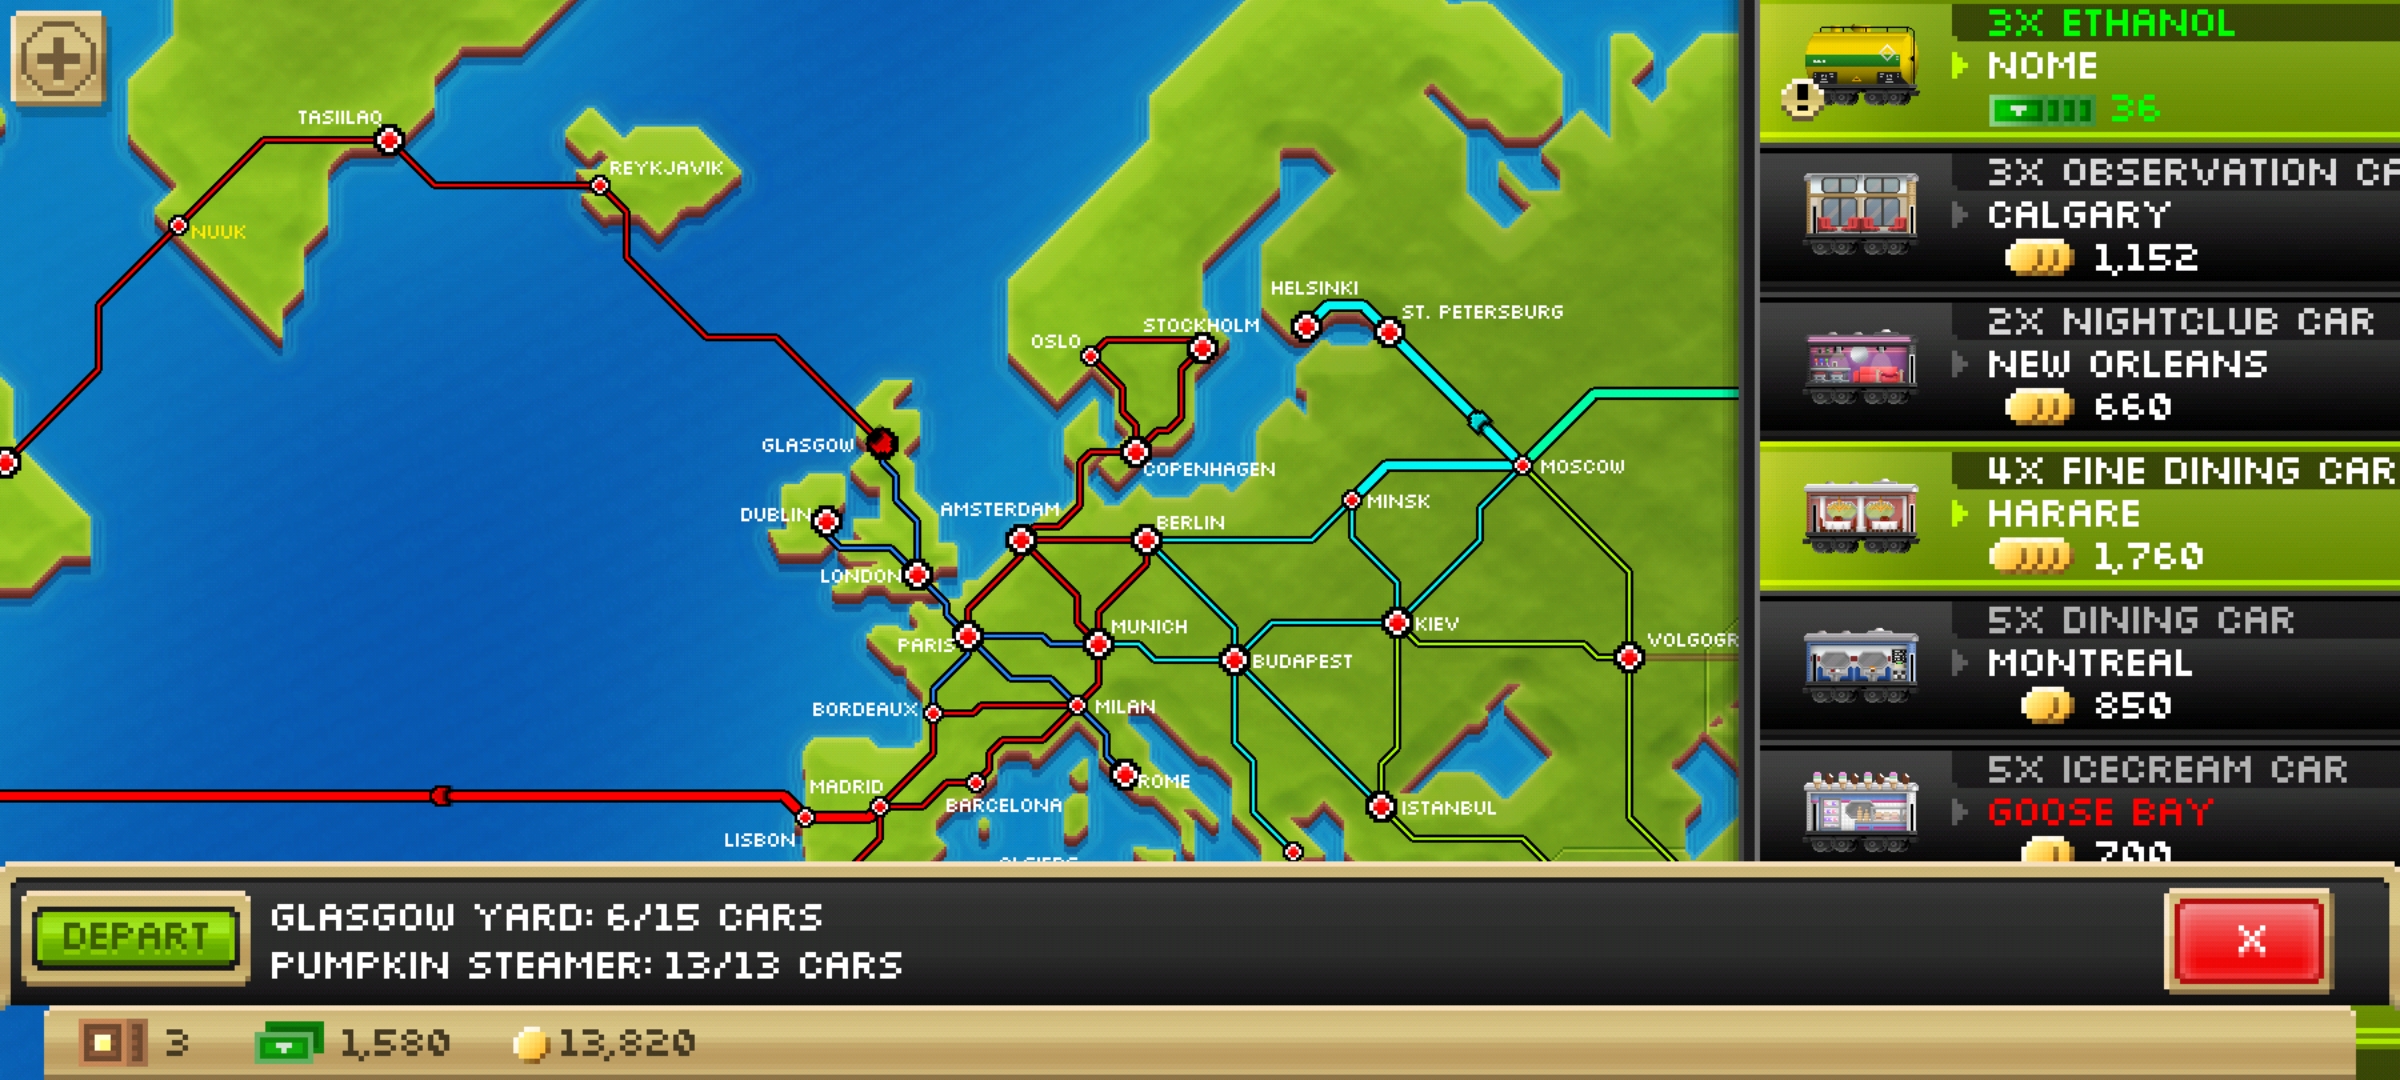 TASIILAQ
REYKJAVIK
NUUK
HELSINKI
ST. PETERSBURG
STOCKHOLM
OSLO
GLASGOW
COPENHAGEN
MOSCOW
MINSK
AMSTERDAM
BERLIN
DUBLIN
LONDON
KIEV
MUNICH
PARIS
BUDAPEST
BORDEAUX
MILAN
MADRID
ROME
BARCELONA
ISTANBUL
LISBON
3X ETHANOL
NOME
36
CALGARY
1,152
2X NIGHTCLUB CAR
NEW ORLEANS
660
4X FINE DINING CAR
HARARE
1,760
5X DINING CAR
MONTREAL
850
5X ICECREAM CAR
GOOSE BAY
700
DEPART
GLASGOW YARD: 6/15 CARS
PUMPKIN STEAMER: 13/13 CARS
X
3
1,580
13,820
3X OBSERVATION